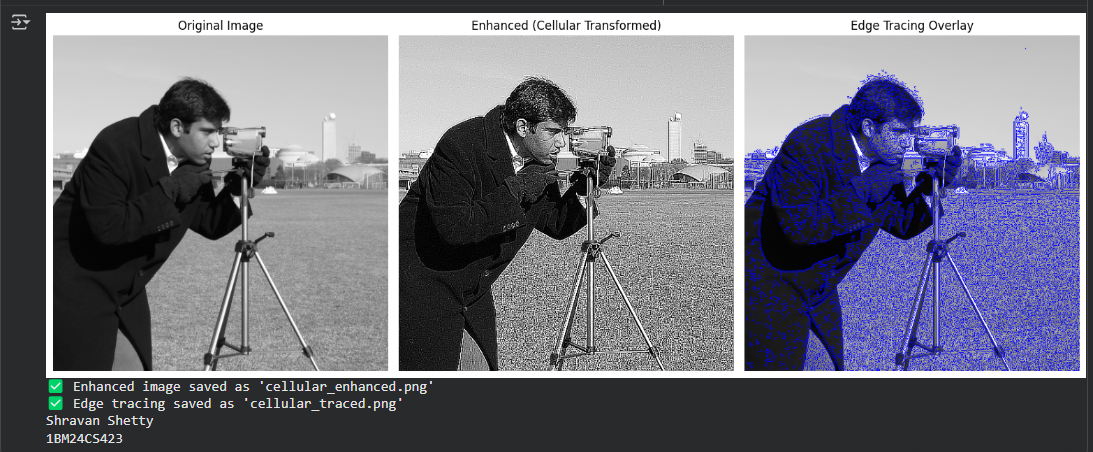 Original Image
Enhanced (Cellular Transformed)
Edge Tracing Overlay
✅ Enhanced image saved as 'cellular_enhanced.png'
✅ Edge tracing saved as 'cellular_traced.png'
Shravan Shetty
1BM24CS423